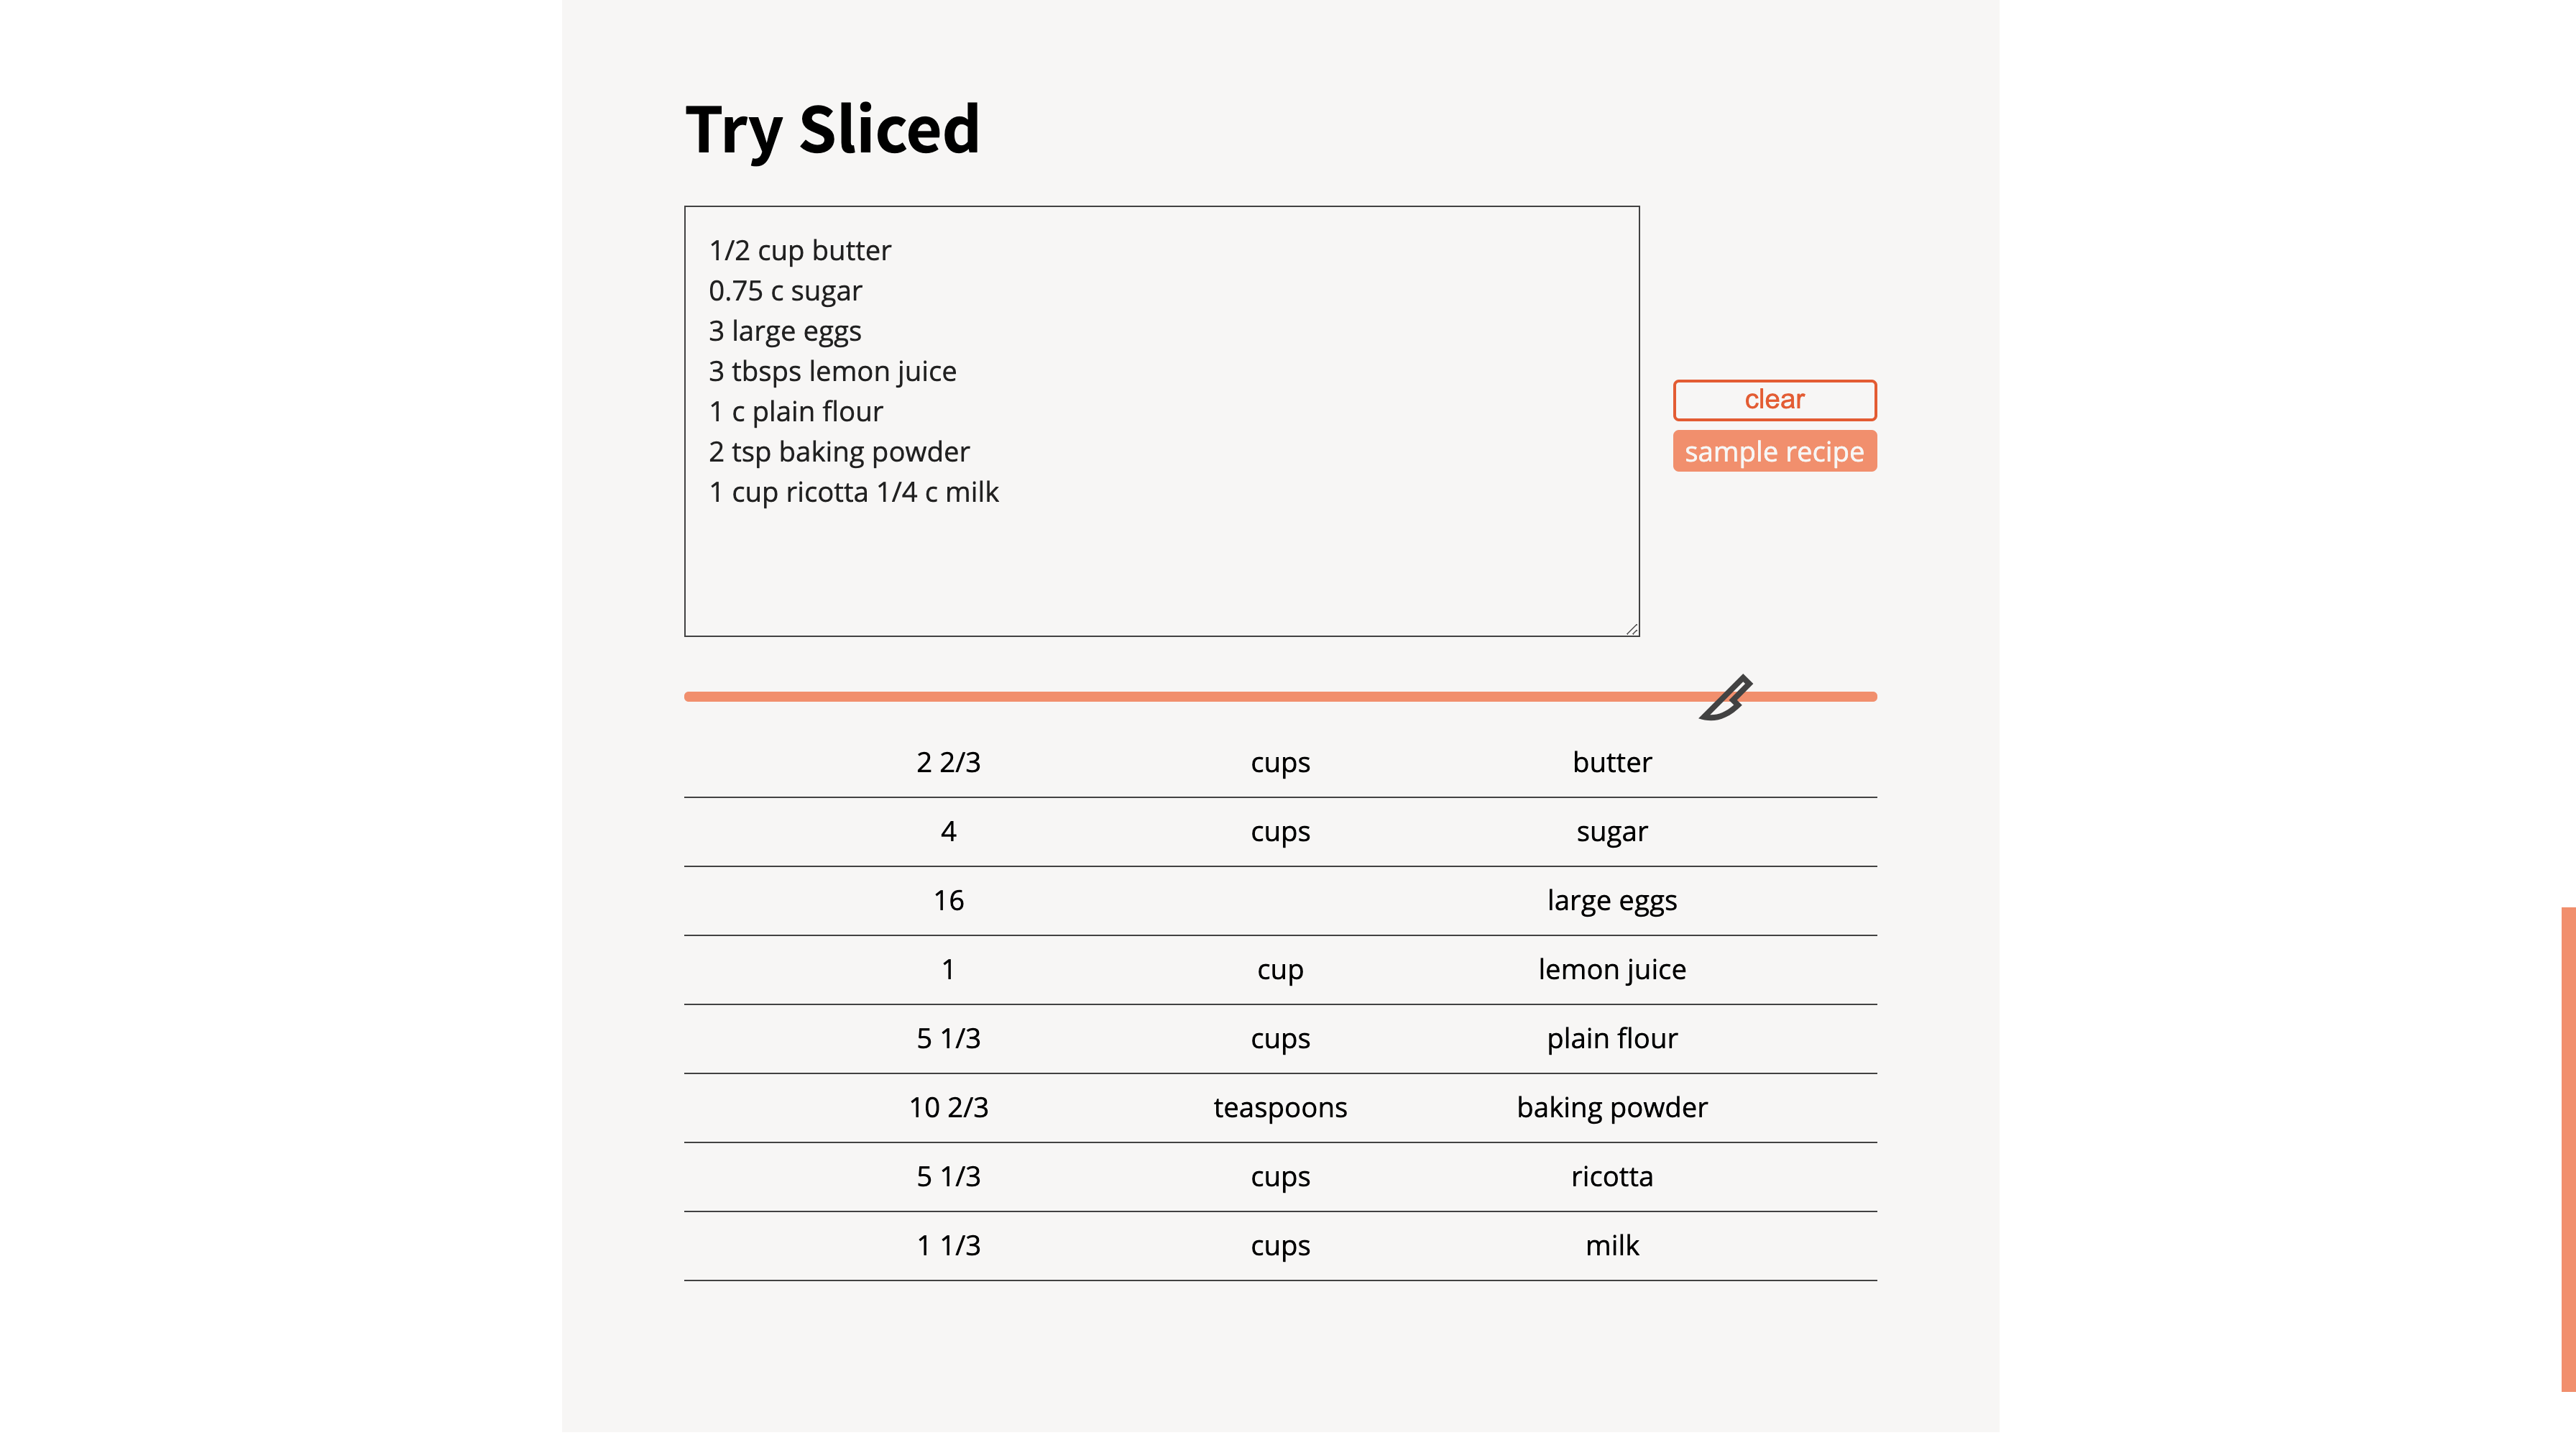 Try Sliced
1/2 cup butter
0.75 c sugar
3 large eggs
3 tbsps lemon juice
1 c plain flour
2 tsp baking powder
1 cup ricotta 1/4 c milk
clear
sample recipe
2 2/3 cups butter
4 cups sugar
16 large eggs
1 cup lemon juice
5 1/3 cups plain flour
10 2/3 teaspoons baking powder
5 1/3 cups ricotta
1 1/3 cups milk